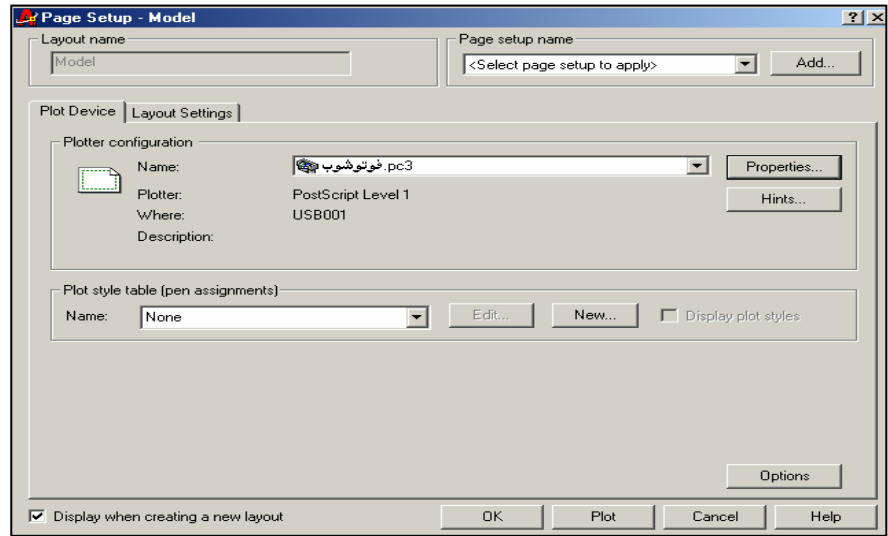 Page Setup - Model
Layout name
Model
Page setup name
<Select page setup to apply>
Add...
Plot Device
Layout Settings
Plotter configuration
Name:
فوتوشوب.pc3
Properties...
Plotter:
PostScript Level 1
Hints...
Where:
USB001
Description:
Plot style table (pen assignments)
Name:
None
Edit...
New...
Display plot styles
Options
Display when creating a new layout
OK
Plot
Cancel
Help